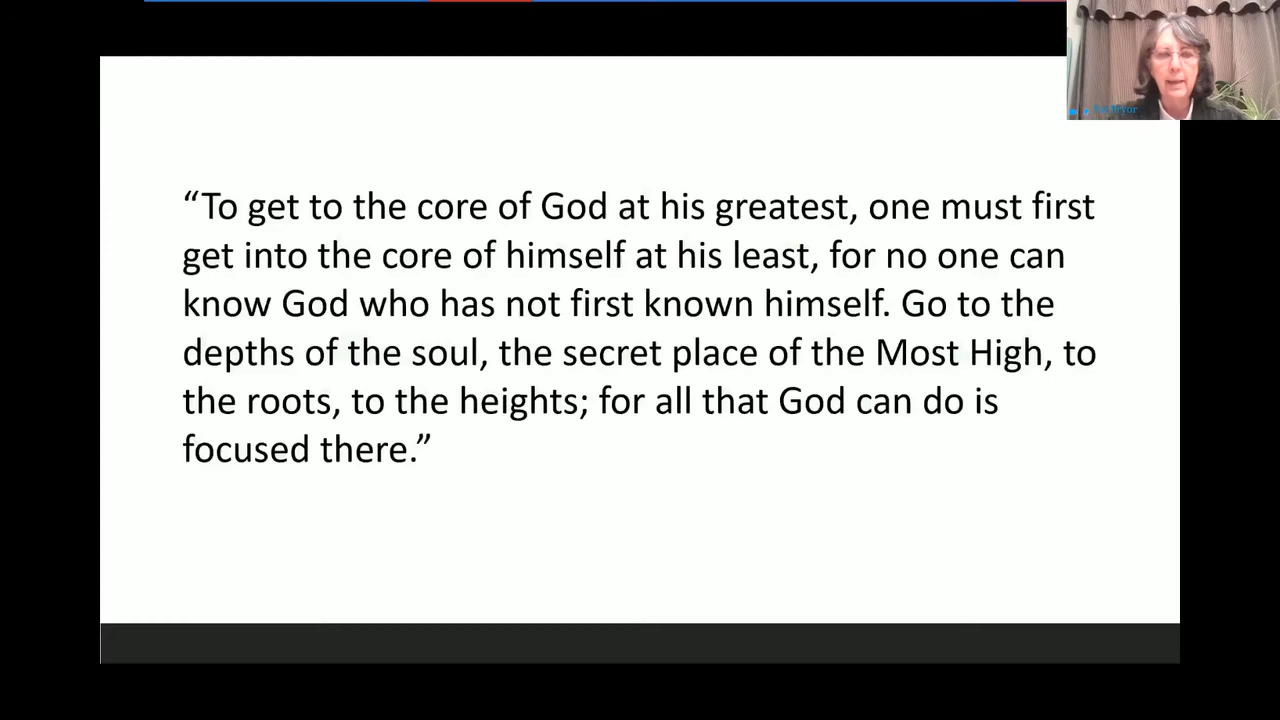 “To get to the core of God at his greatest, one must first
get into the core of himself at his least, for no one can
know God who has not first known himself. Go to the
depths of the soul, the secret place of the Most High, to
the roots, to the heights; for all that God can do is
focused there.”